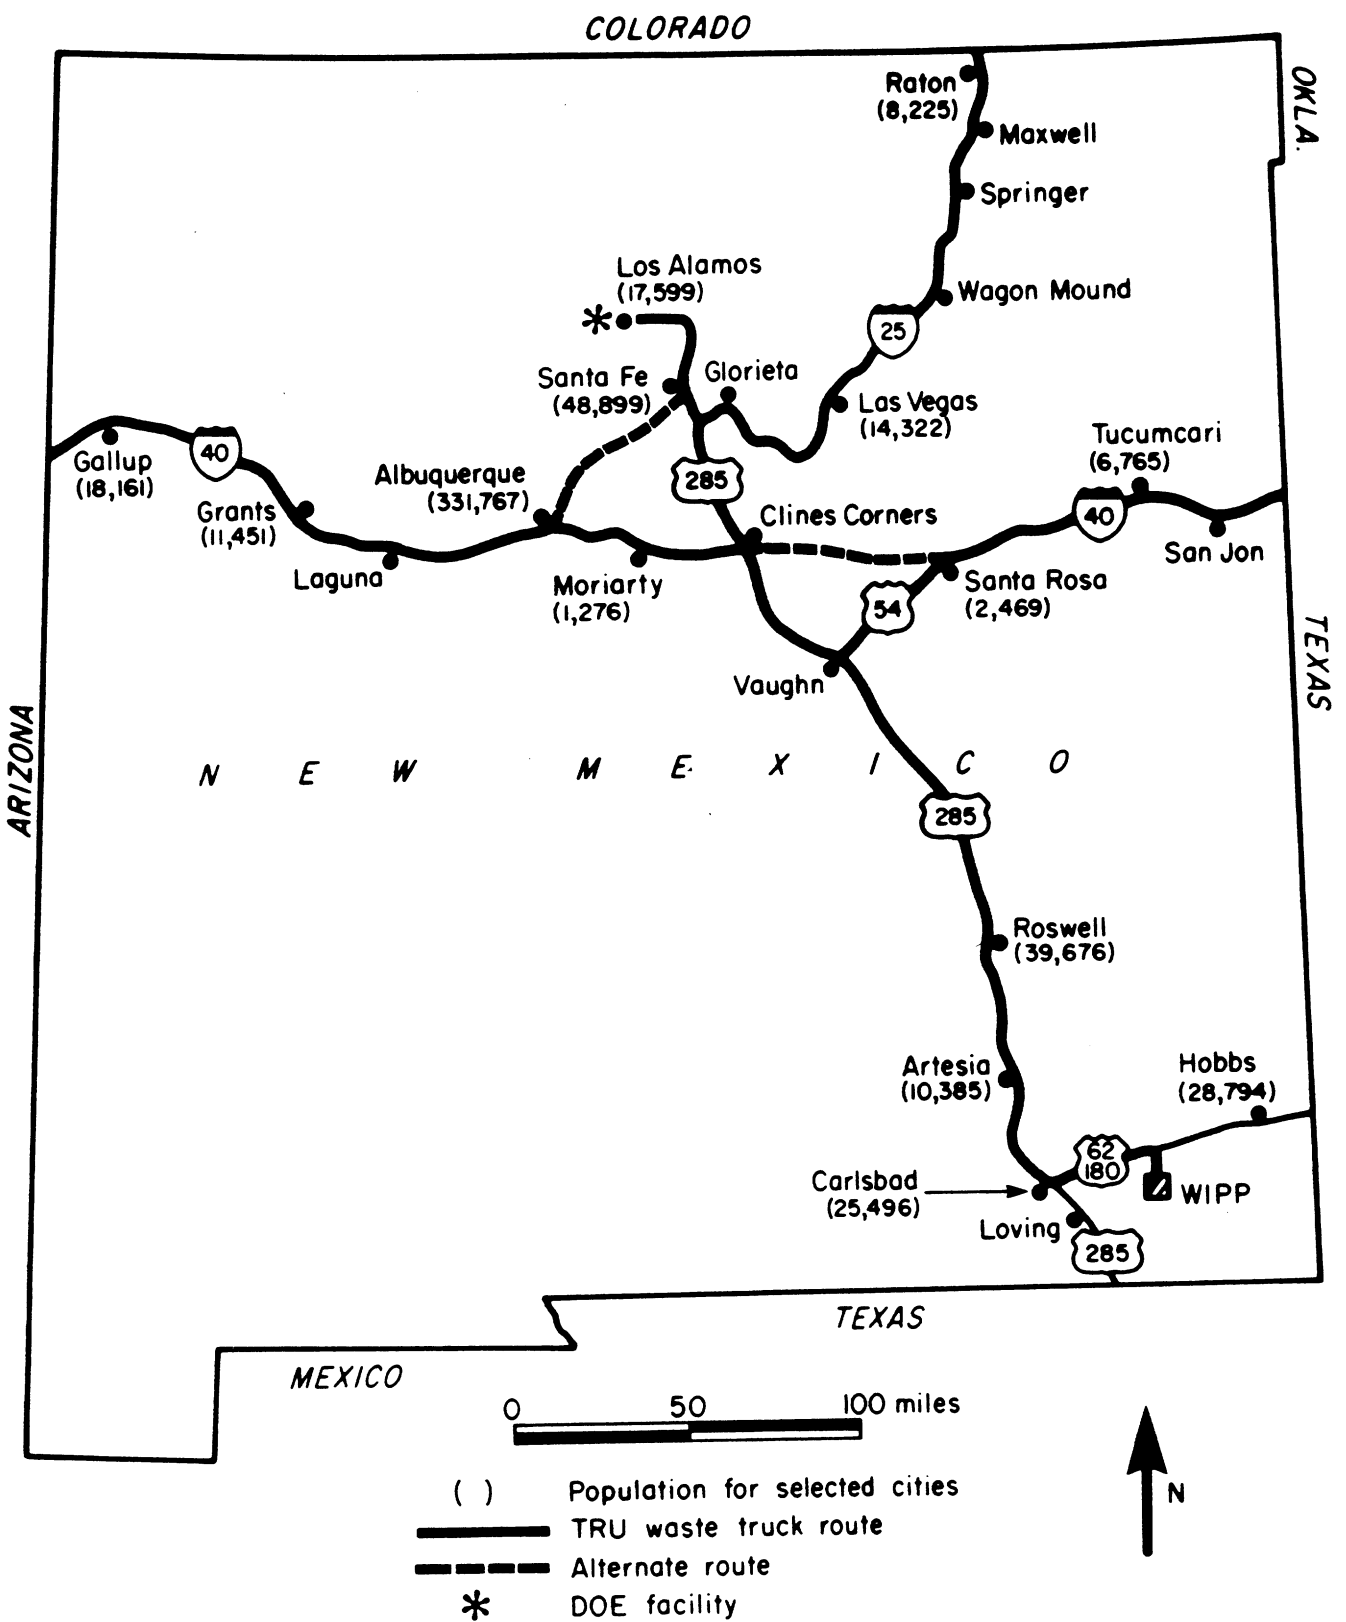 COLORADO
OKLA.
Raton
(8,225)
Maxwell
Springer
Los Alamos
(17,599)
*
Wagon Mound
25
Santa Fe
(48,899)
Glorieta
Las Vegas
(14,322)
40
Gallup
(18,161)
Grants
(11,451)
Laguna
Albuquerque
(331,767)
285
Clines Corners
Moriarty
(1,276)
Tucumcari
(6,765)
40
San Jon
Santa Rosa
(2,469)
54
Vaughn
TEXAS
ARIZONA
NEW MEXICO
285
Roswell
(39,676)
Artesia
(10,385)
Hobbs
(28,794)
62
180
Carlsbad
(25,496)
WIPP
Loving
285
TEXAS
MEXICO
0 50 100 miles
N
( ) Population for selected cities
TRU waste truck route
Alternate route
* DOE facility